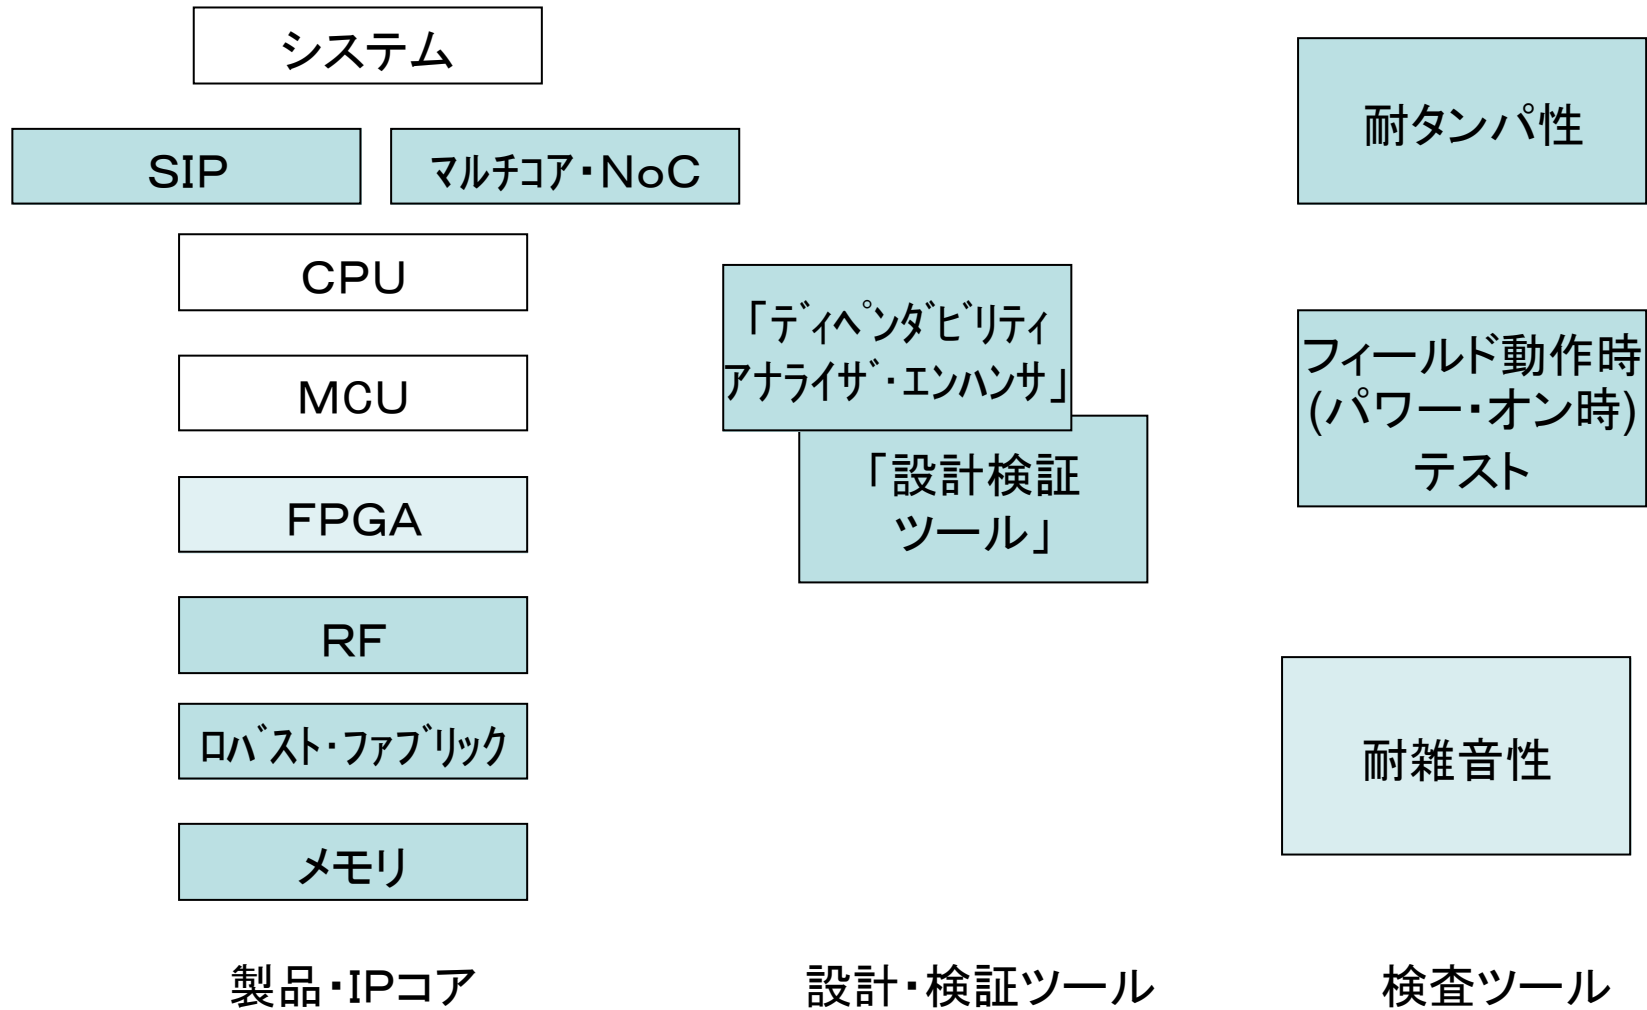 システム
SIP
マルチコア・NoC
CPU
MCU
FPGA
RF
ﾛﾊﾞｽﾄ・ﾌｧﾌﾞﾘｯｸ
メモリ
製品・IPコア
「ﾃﾞｨﾍﾟﾝﾀﾞﾋﾞﾘﾃｨ
ｱﾅﾗｲｻﾞ・ｴﾝﾊﾝｻ」
「設計検証
ツール」
設計・検証ツール
耐タンパ性
フィールド動作時
(パワー・オン時)
テスト
耐雑音性
検査ツール